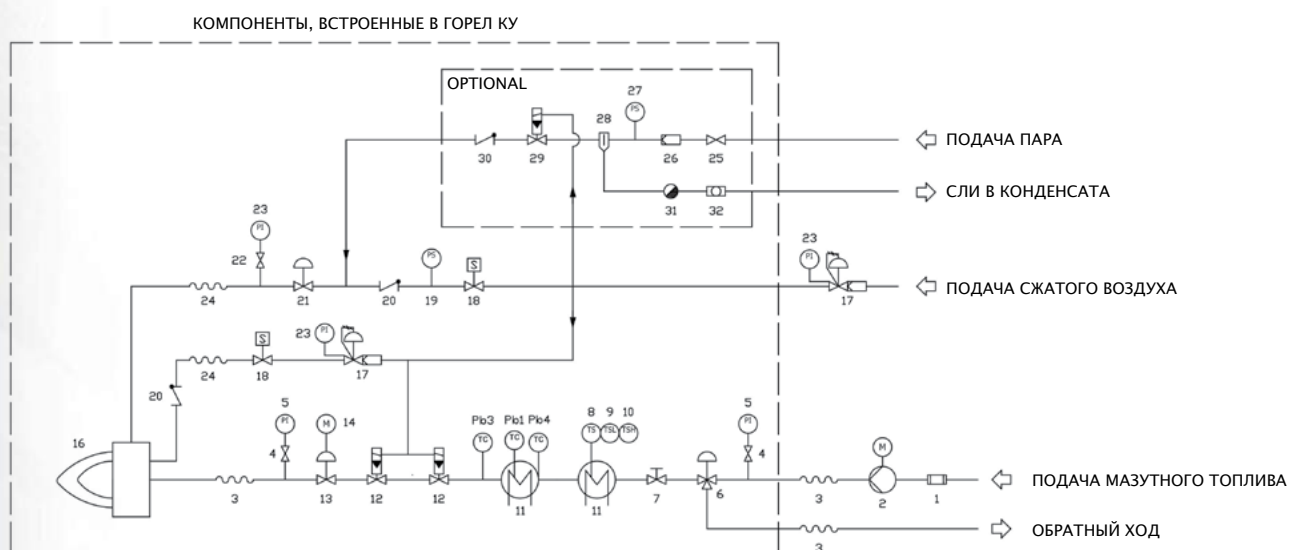 КОМПОНЕНТЫ, ВСТРОЕННЫЕ В ГОРЕЛ КУ
OPTIONAL
27
PS
28
30
29
26
25
ПОДАЧА ПАРА
31
32
СЛИ В КОНДЕНСАТА
23
PI
22
24
21
20
PS
19
S
18
23
PI
17
ПОДАЧА СЖАТОГО ВОЗДУХА
20
24
S
18
23 PI
17
16
5
PI
4
3
M 14
13
12
12
Pb3
TC
Pb1
TC
Pb4
TC
11
8 9 10
TS TSL TSH
11
7
6
5
PI
4
3
M
2
1
ПОДАЧА МАЗУТНОГО ТОПЛИВА
3
ОБРАТНЫЙ ХОД